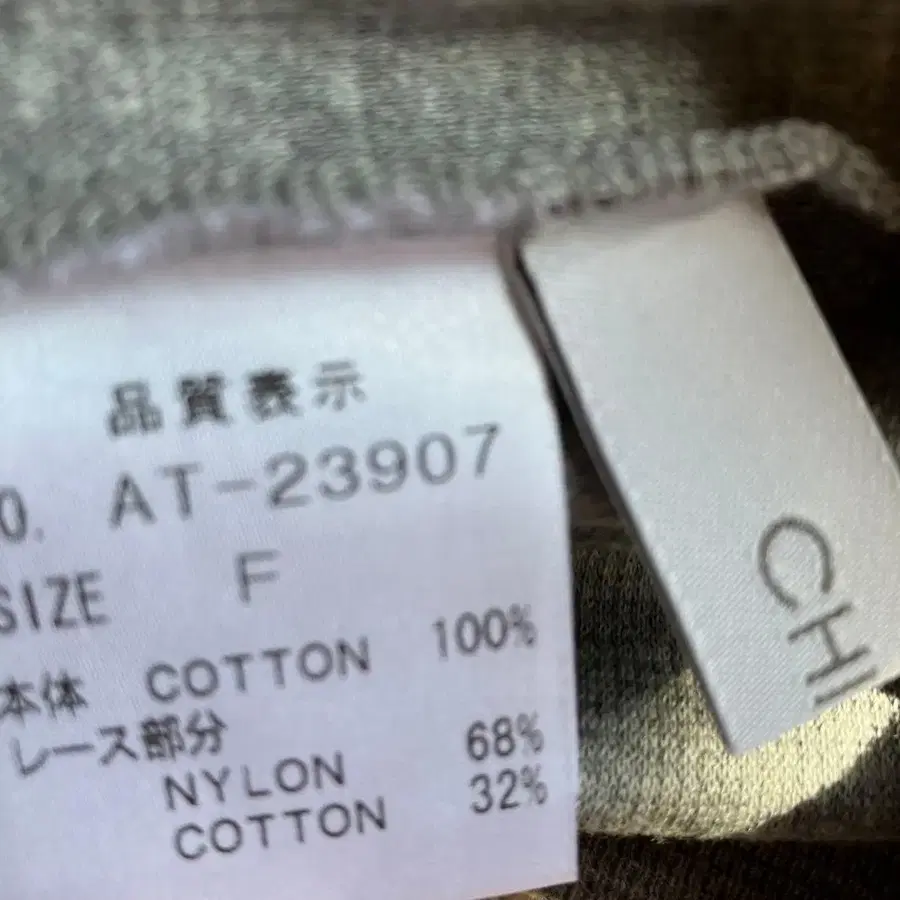 品質表示
0. AT-23907
SIZE F
本体 COTTON 100%
レース部分
NYLON 68%
COTTON 32%
CHI